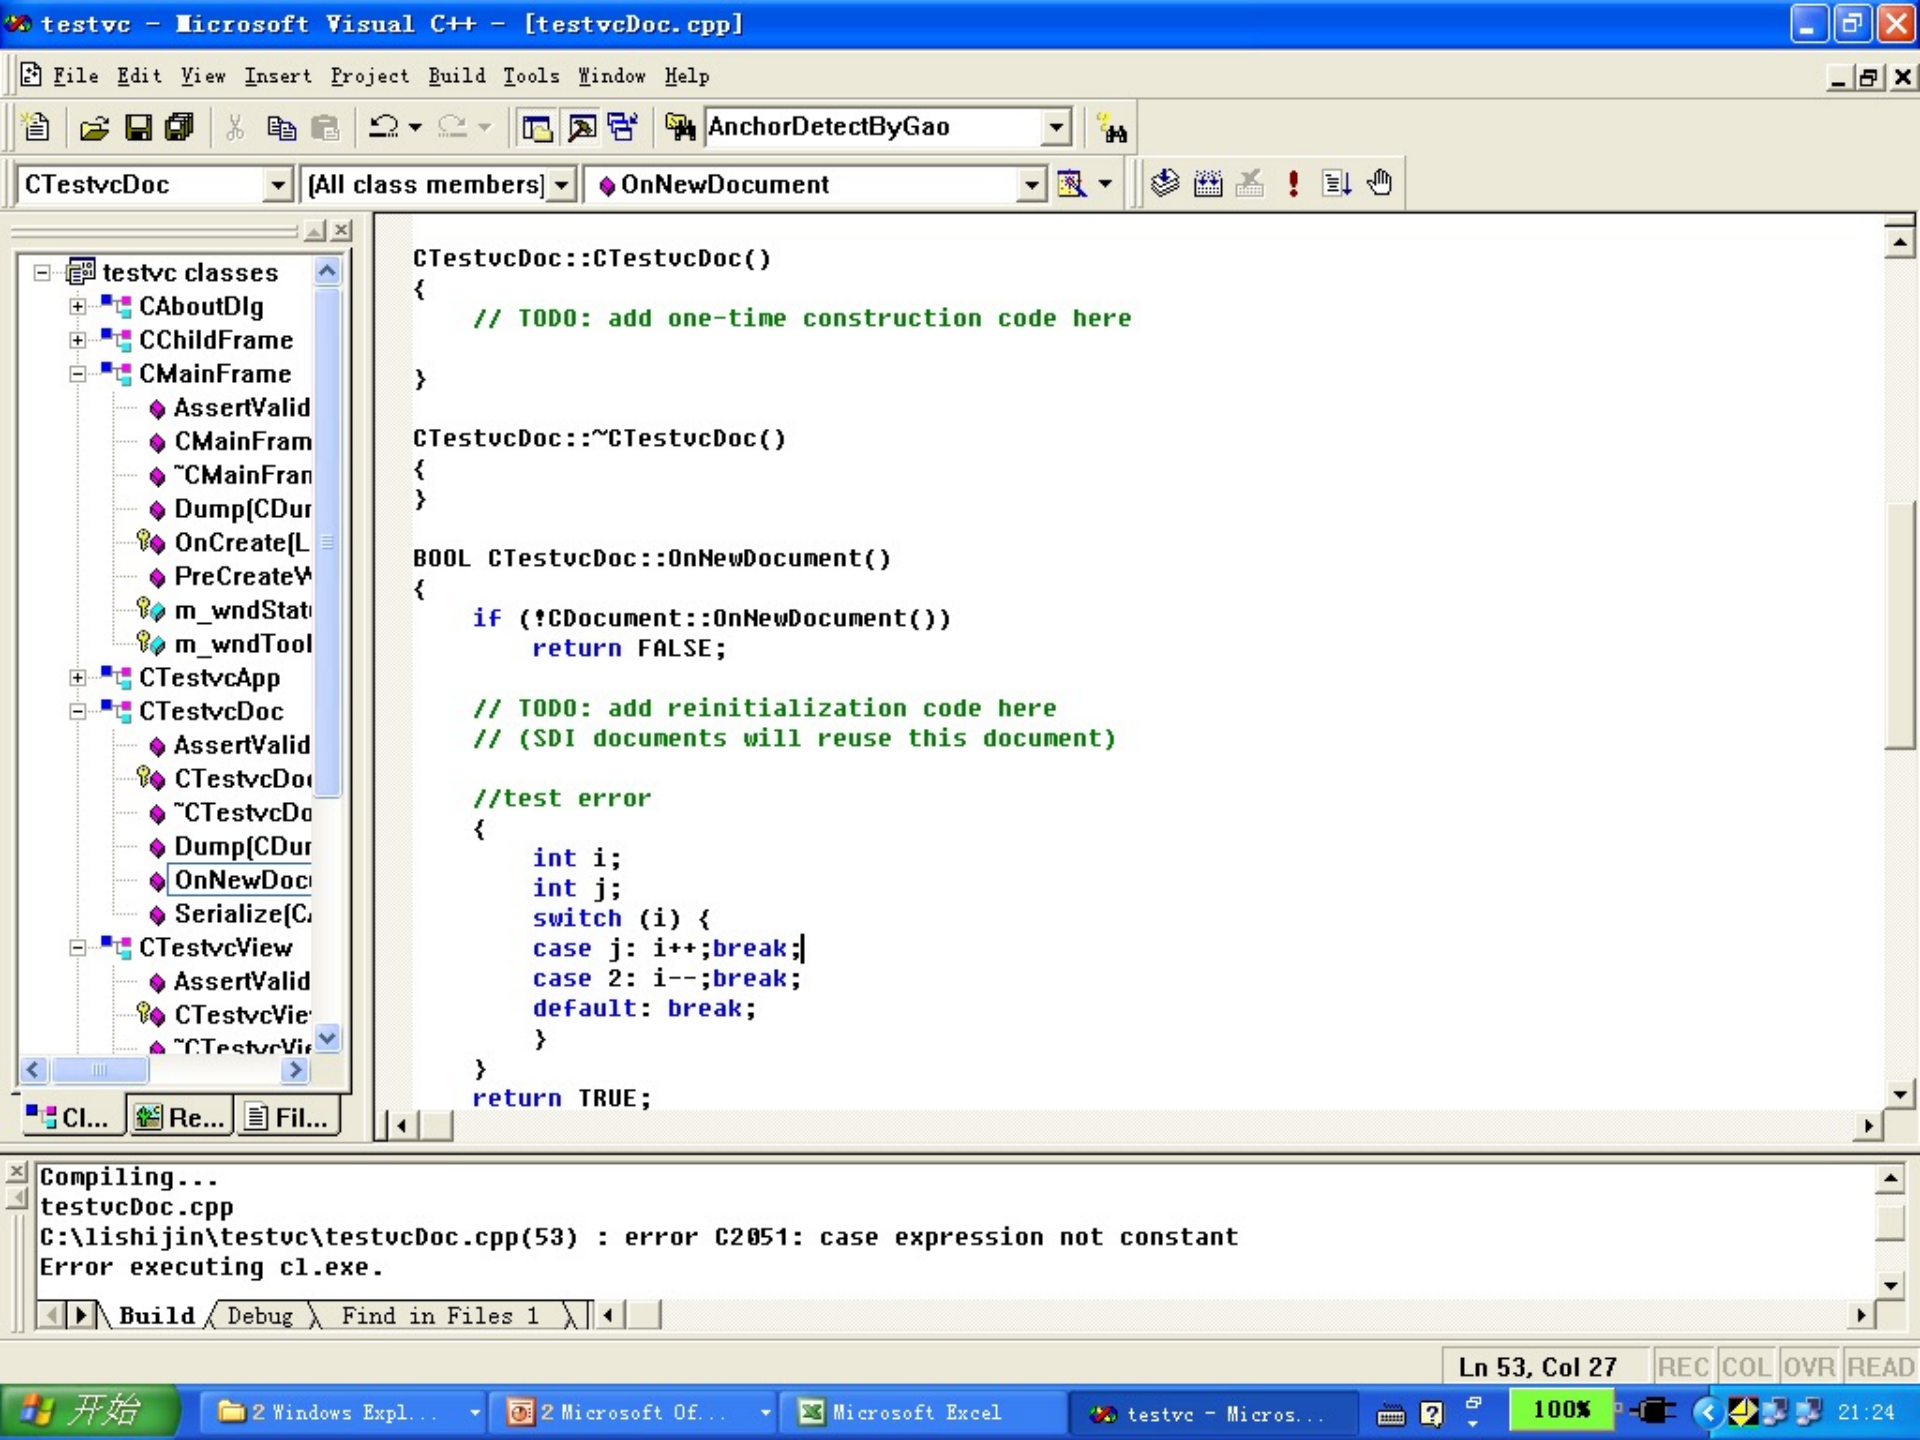 testvc - Microsoft Visual C++ - [testvcDoc.cpp]
File Edit View Insert Project Build Tools Window Help
AnchorDetectByGao
CTestvcDoc
(All class members)
OnNewDocument
testvc classes
CAboutDlg
CChildFrame
CMainFrame
AssertValid
CMainFram
~CMainFran
Dump(CDur
OnCreate(L
PreCreateW
m_wndStat
m_wndTool
CTestvcApp
CTestvcDoc
AssertValid
CTestvcDo
~CTestvcDo
Dump(CDur
OnNewDoc
Serialize(C
CTestvcView
AssertValid
CTestvcVie
~CTestvcVi
Cl... Re... Fil...
CTestvcDoc::CTestvcDoc()
{
// TODO: add one-time construction code here
}
CTestvcDoc::~CTestvcDoc()
{
}
BOOL CTestvcDoc::OnNewDocument()
{
if (!CDocument::OnNewDocument())
return FALSE;
// TODO: add reinitialization code here
// (SDI documents will reuse this document)
//test error
{
int i;
int j;
switch (i) {
case j: i++;break;
case 2: i--;break;
default: break;
}
}
return TRUE;
Compiling...
testvcDoc.cpp
C:\lishijin\testvc\testvcDoc.cpp(53) : error C2051: case expression not constant
Error executing cl.exe.
Build Debug Find in Files 1
Ln 53, Col 27 REC COL OVR READ
开始 2 Windows Expl... 2 Microsoft Of... Microsoft Excel testvc - Micros... 100% 21:24